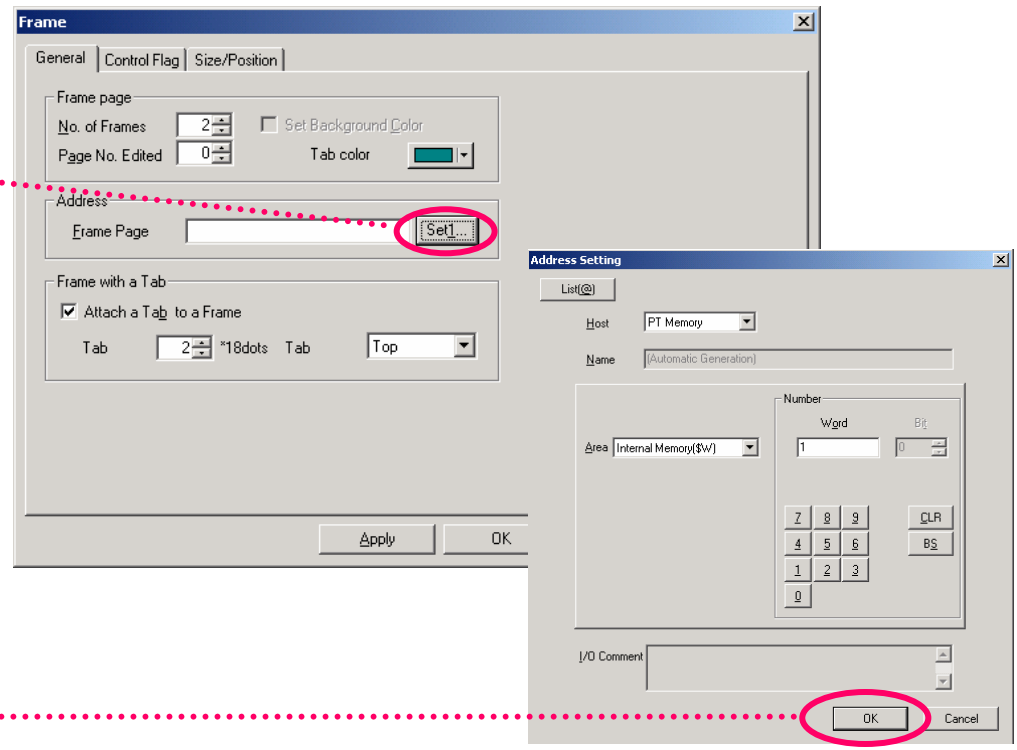 Frame
General Control Flag Size/Position
Frame page
No. of Frames 2 Set Background Color
Page No. Edited 0 Tab color
Address
Frame Page Set1...
Frame with a Tab
Attach a Tab to a Frame
Tab 2 *18dots Tab Top
Apply OK
Address Setting
List(@)
Host PT Memory
Name (Automatic Generation)
Number
Word Bit
Area Internal Memory($W) 1 0
7 8 9 CLR
4 5 6 BS
1 2 3
0
I/O Comment
OK Cancel